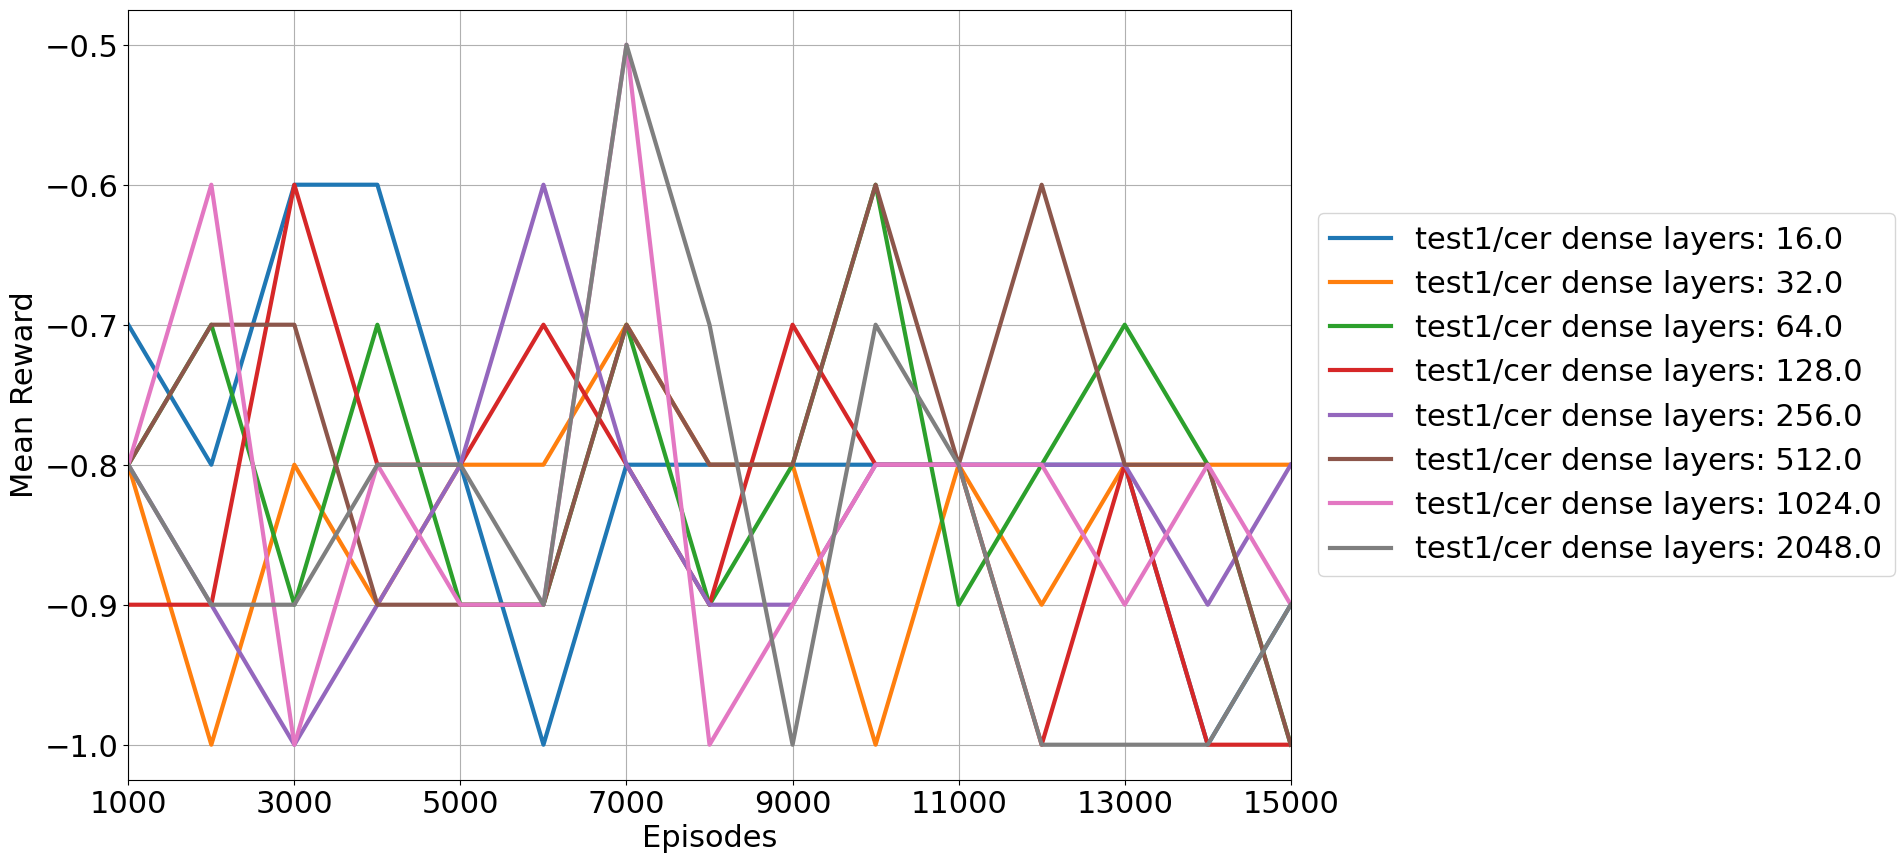 −0.5
−0.6
−0.7
−0.8
−0.9
−1.0
Mean Reward
1000 3000 5000 7000 9000 11000 13000 15000
Episodes
test1/cer dense layers: 16.0
test1/cer dense layers: 32.0
test1/cer dense layers: 64.0
test1/cer dense layers: 128.0
test1/cer dense layers: 256.0
test1/cer dense layers: 512.0
test1/cer dense layers: 1024.0
test1/cer dense layers: 2048.0